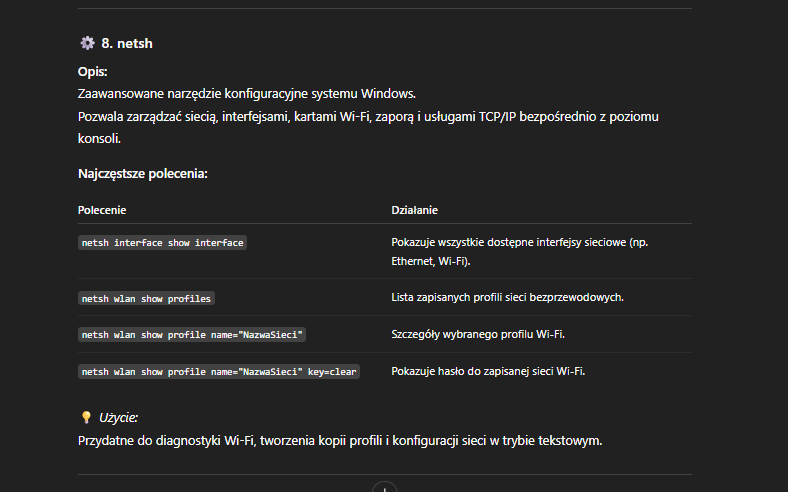 ⚙️ 8. netsh
Opis:
Zaawansowane narzędzie konfiguracyjne systemu Windows.
Pozwala zarządzać siecią, interfejsami, kartami Wi-Fi, zaporą i usługami TCP/IP bezpośrednio z poziomu
konsoli.
Najczęstsze polecenia:
Polecenie Działanie
netsh interface show interface Pokazuje wszystkie dostępne interfejsy sieciowe (np.
Ethernet, Wi-Fi).
netsh wlan show profiles Lista zapisanych profili sieci bezprzewodowych.
netsh wlan show profile name="NazwaSieci" Szczegóły wybranego profilu Wi-Fi.
netsh wlan show profile name="NazwaSieci" key=clear Pokazuje hasło do zapisanej sieci Wi-Fi.
💡 Użycie:
Przydatne do diagnostyki Wi-Fi, tworzenia kopii profili i konfiguracji sieci w trybie tekstowym.